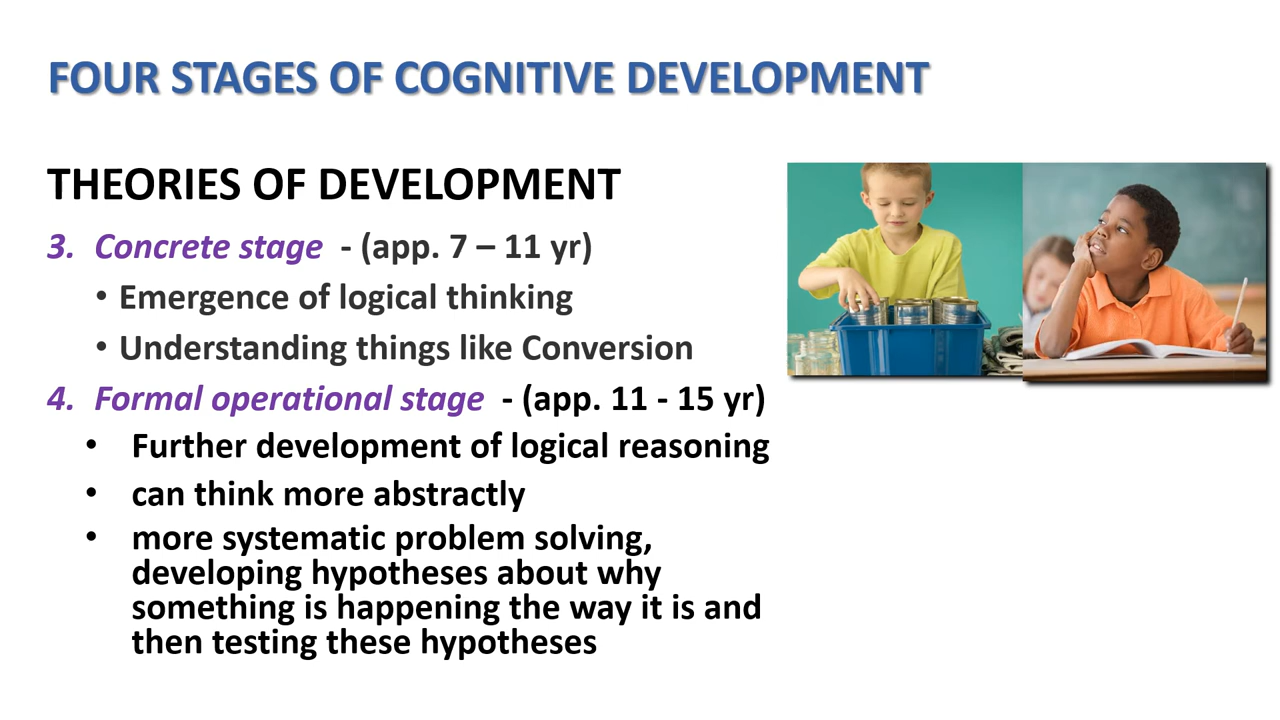 FOUR STAGES OF COGNITIVE DEVELOPMENT
THEORIES OF DEVELOPMENT
3. Concrete stage - (app. 7 – 11 yr)
• Emergence of logical thinking
• Understanding things like Conversion
4. Formal operational stage - (app. 11 - 15 yr)
• Further development of logical reasoning
• can think more abstractly
• more systematic problem solving,
developing hypotheses about why
something is happening the way it is and
then testing these hypotheses